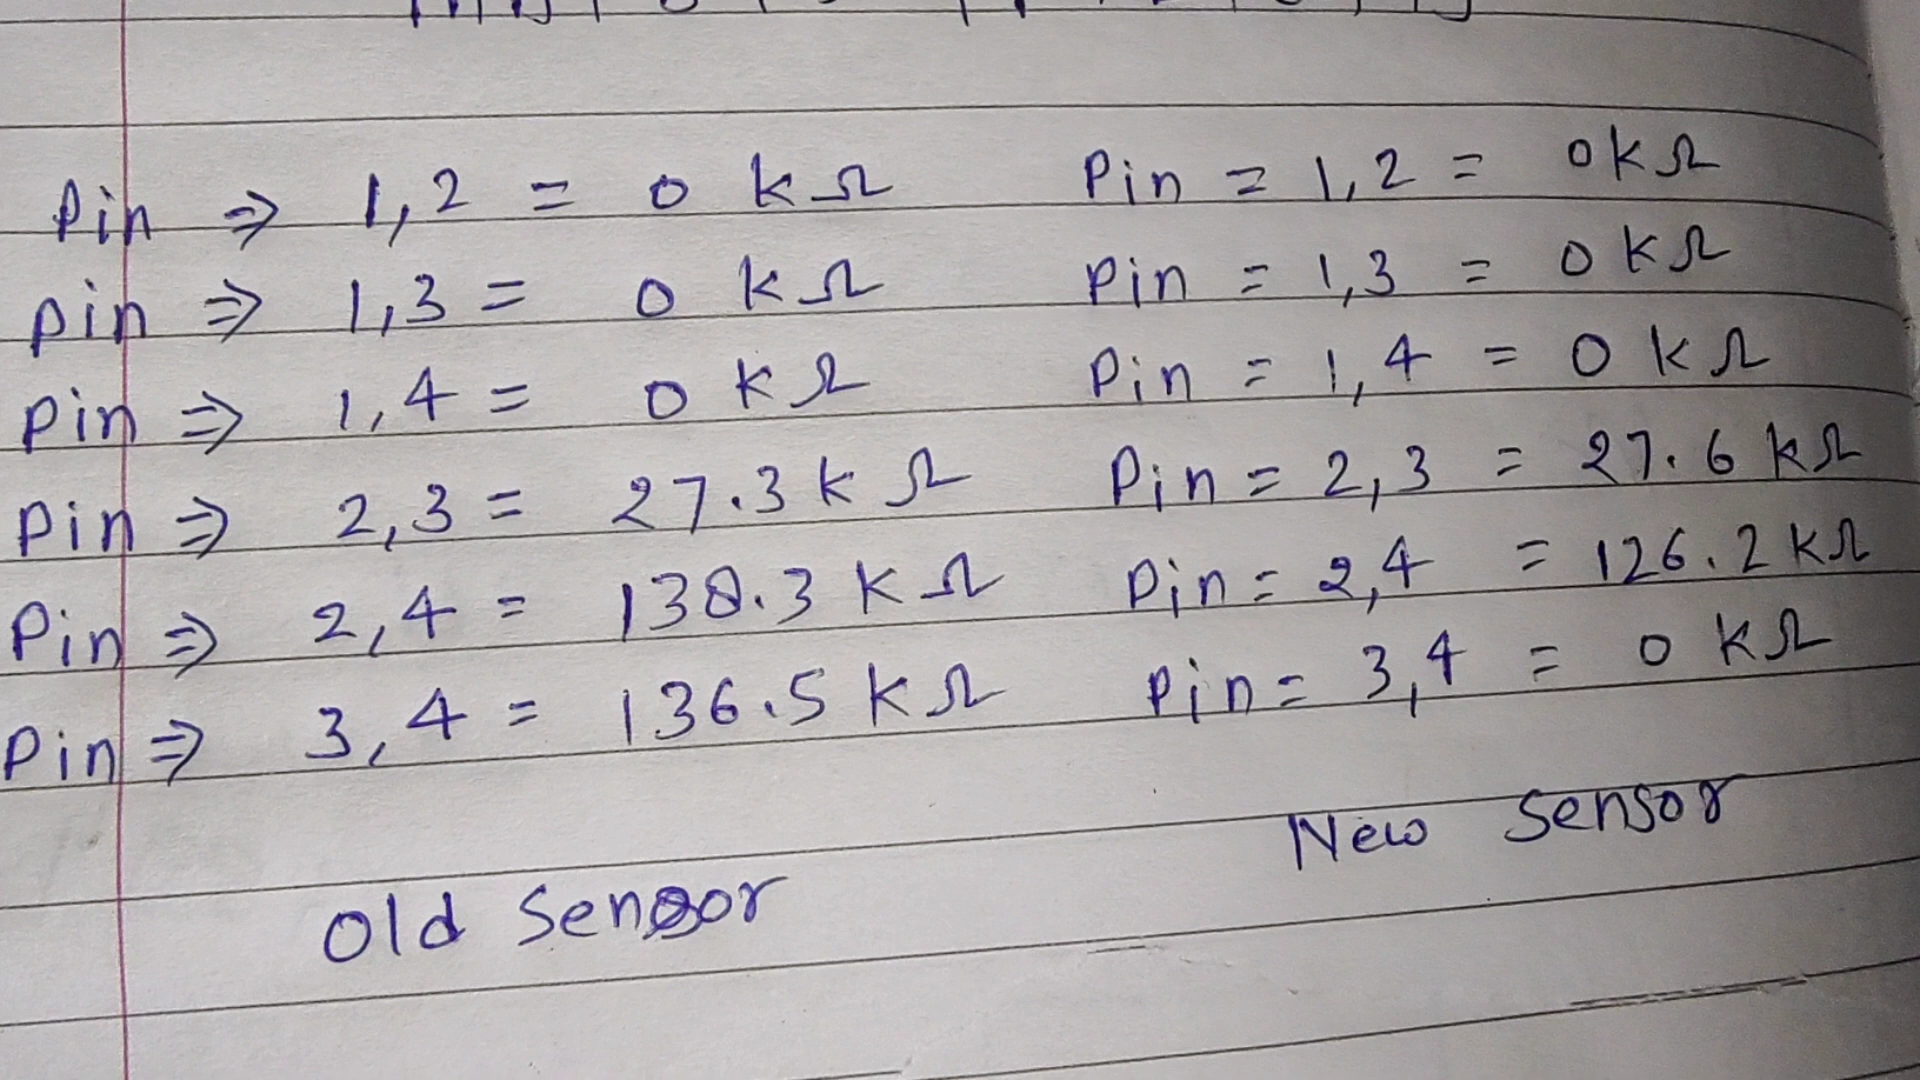 Pin ⇒ 1,2 = 0 kΩ
Pin ⇒ 1,3 = 0 kΩ
Pin ⇒ 1,4 = 0 kΩ
Pin ⇒ 2,3 = 27.3 kΩ
Pin ⇒ 2,4 = 138.3 kΩ
Pin ⇒ 3,4 = 136.5 kΩ
Old Sensor
Pin = 1,2 = 0 kΩ
Pin = 1,3 = 0 kΩ
Pin = 1,4 = 0 kΩ
Pin = 2,3 = 27.6 kΩ
Pin = 2,4 = 126.2 kΩ
Pin = 3,4 = 0 kΩ
New Sensor